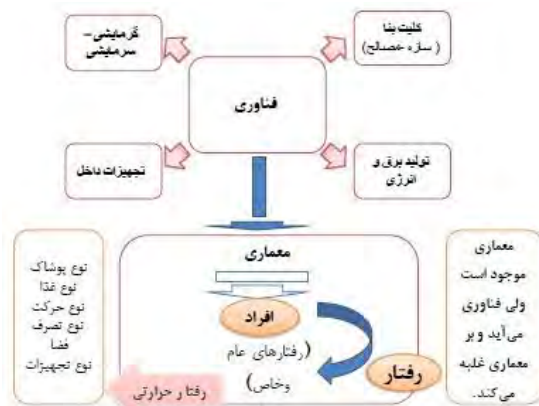 گرمایشی-
سرمایشی
کلیت بنا
(سازه مصالح)
فناوری
تجهیزات داخل
تولید برق و
انرژی
معماری
موجود است
ولی فناوری
می‌آید و بر
معماری غلبه
می‌کند.
معماری
افراد
(رفتارهای عام
وخاص)
رفتار
رفتار حرارتی
نوع پوشاک
نوع غذا
نوع حرکت
نوع تصرف
فضا
نوع تجهیزات